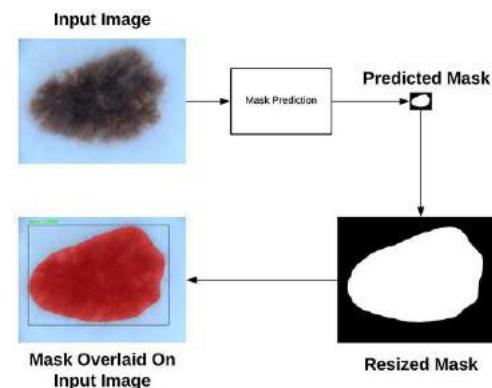 Input Image
Mask Prediction
Predicted Mask
Mask Overlaid On
Input Image
Resized Mask